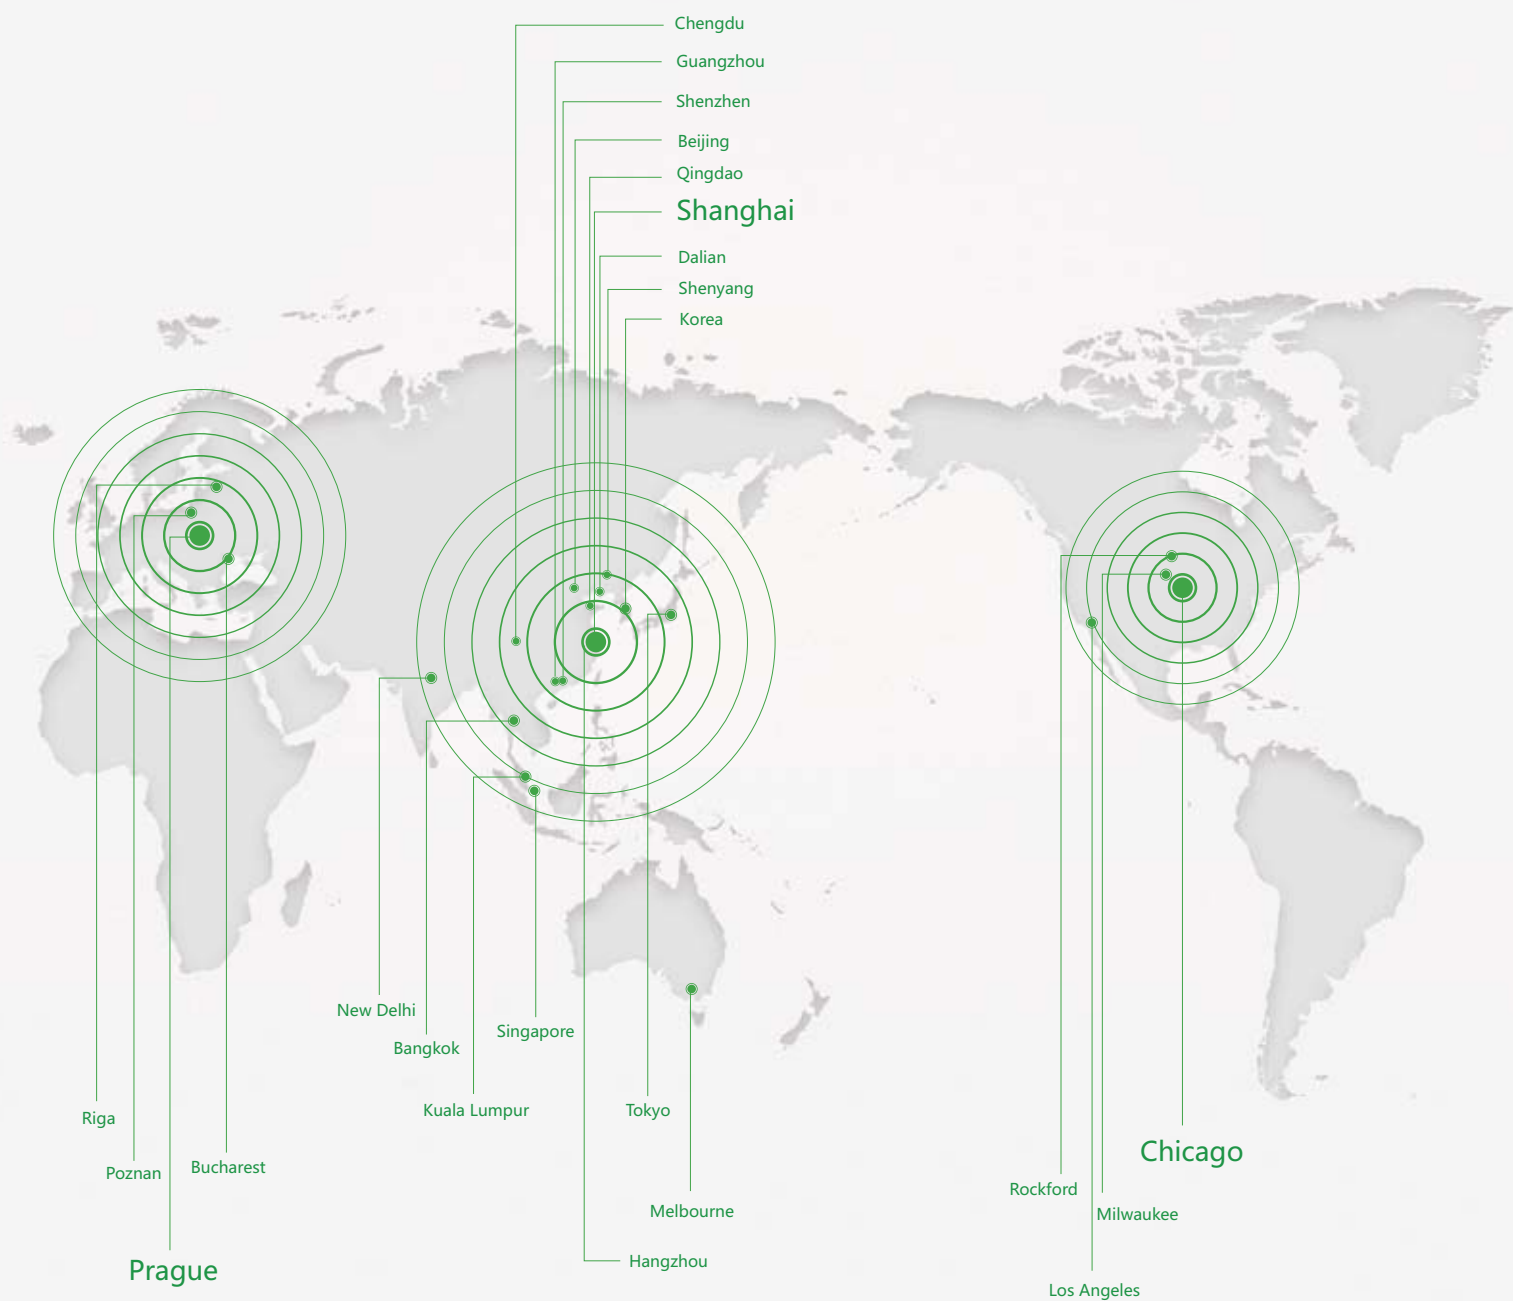 Chengdu
Guangzhou
Shenzhen
Beijing
Qingdao
Shanghai
Dalian
Shenyang
Korea
New Delhi
Singapore
Bangkok
Kuala Lumpur
Tokyo
Riga
Poznan
Bucharest
Chicago
Rockford
Milwaukee
Melbourne
Hangzhou
Prague
Los Angeles